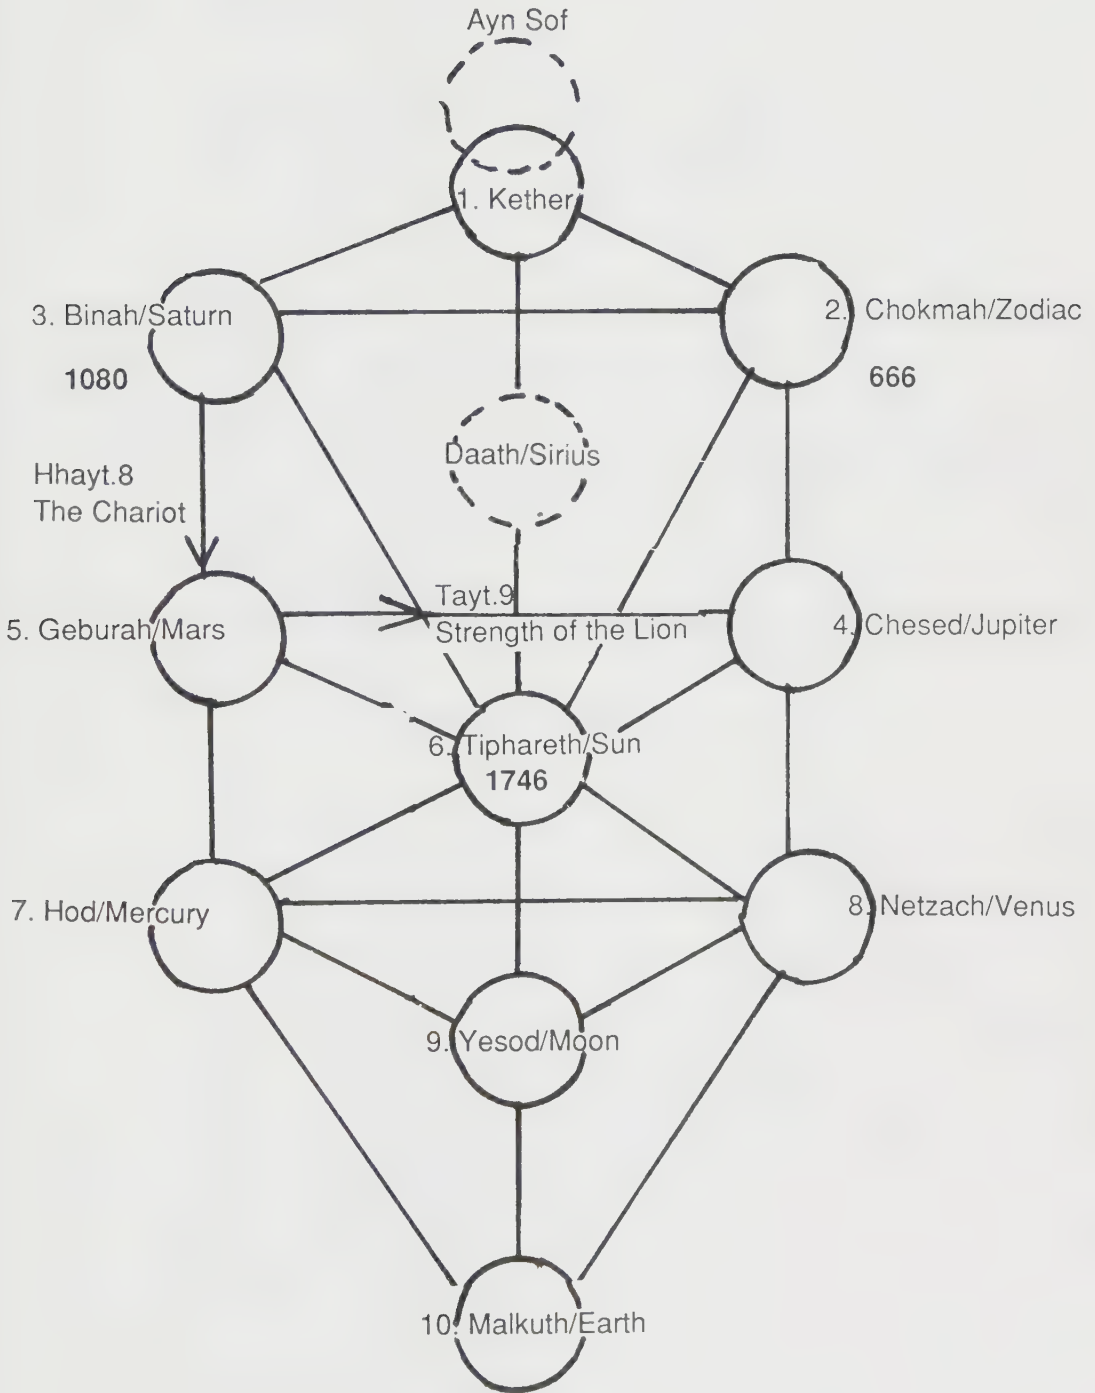 Ayn Sof
1. Kether
3. Binah/Saturn
2. Chokmah/Zodiac
1080
666
Daath/Sirius
Hhayt.8
The Chariot
Tayt.9
Strength of the Lion
5. Geburah/Mars
4. Chesed/Jupiter
6. Tiphareth/Sun
1746
7. Hod/Mercury
8. Netzach/Venus
9. Yesod/Moon
10. Malkuth/Earth